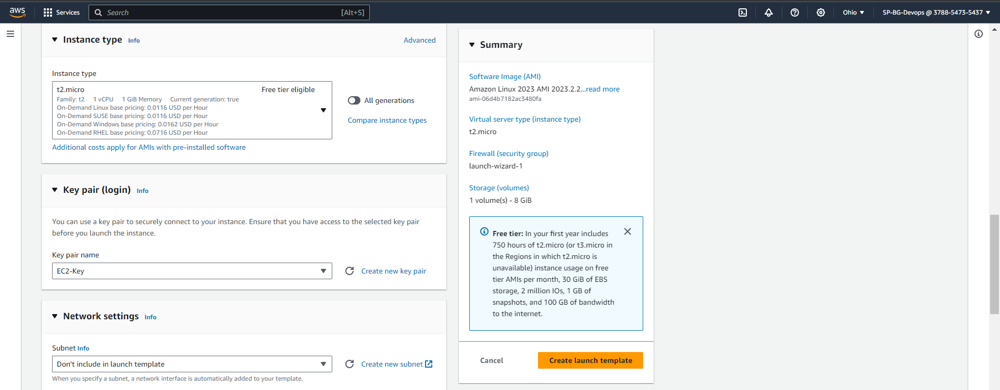 aws
Services
Search [Alt+S]
Ohio
SP-BG-Devops @ 3788-5473-5437
Instance type Info
Advanced
Instance type
t2.micro Free tier eligible
Family: t2 1 vCPU 1 GiB Memory Current generation: true
On-Demand Linux base pricing: 0.0116 USD per Hour
On-Demand SUSE base pricing: 0.0116 USD per Hour
On-Demand Windows base pricing: 0.0162 USD per Hour
On-Demand RHEL base pricing: 0.0716 USD per Hour
All generations
Compare instance types
Additional costs apply for AMIs with pre-installed software
Key pair (login) Info
You can use a key pair to securely connect to your instance. Ensure that you have access to the selected key pair
before you launch the instance.
Key pair name
EC2-Key
Create new key pair
Network settings Info
Subnet Info
Don't include in launch template
Create new subnet
When you specify a subnet, a network interface is automatically added to your template.
Summary
Software Image (AMI)
Amazon Linux 2023 AMI 2023.2.2...read more
ami-06d4b7182ac3480fa
Virtual server type (instance type)
t2.micro
Firewall (security group)
launch-wizard-1
Storage (volumes)
1 volume(s) - 8 GiB
Free tier: In your first year includes
750 hours of t2.micro (or t3.micro in
the Regions in which t2.micro is
unavailable) instance usage on free
tier AMIs per month, 30 GiB of EBS
storage, 2 million IOs, 1 GB of
snapshots, and 100 GB of bandwidth
to the internet.
Cancel
Create launch template